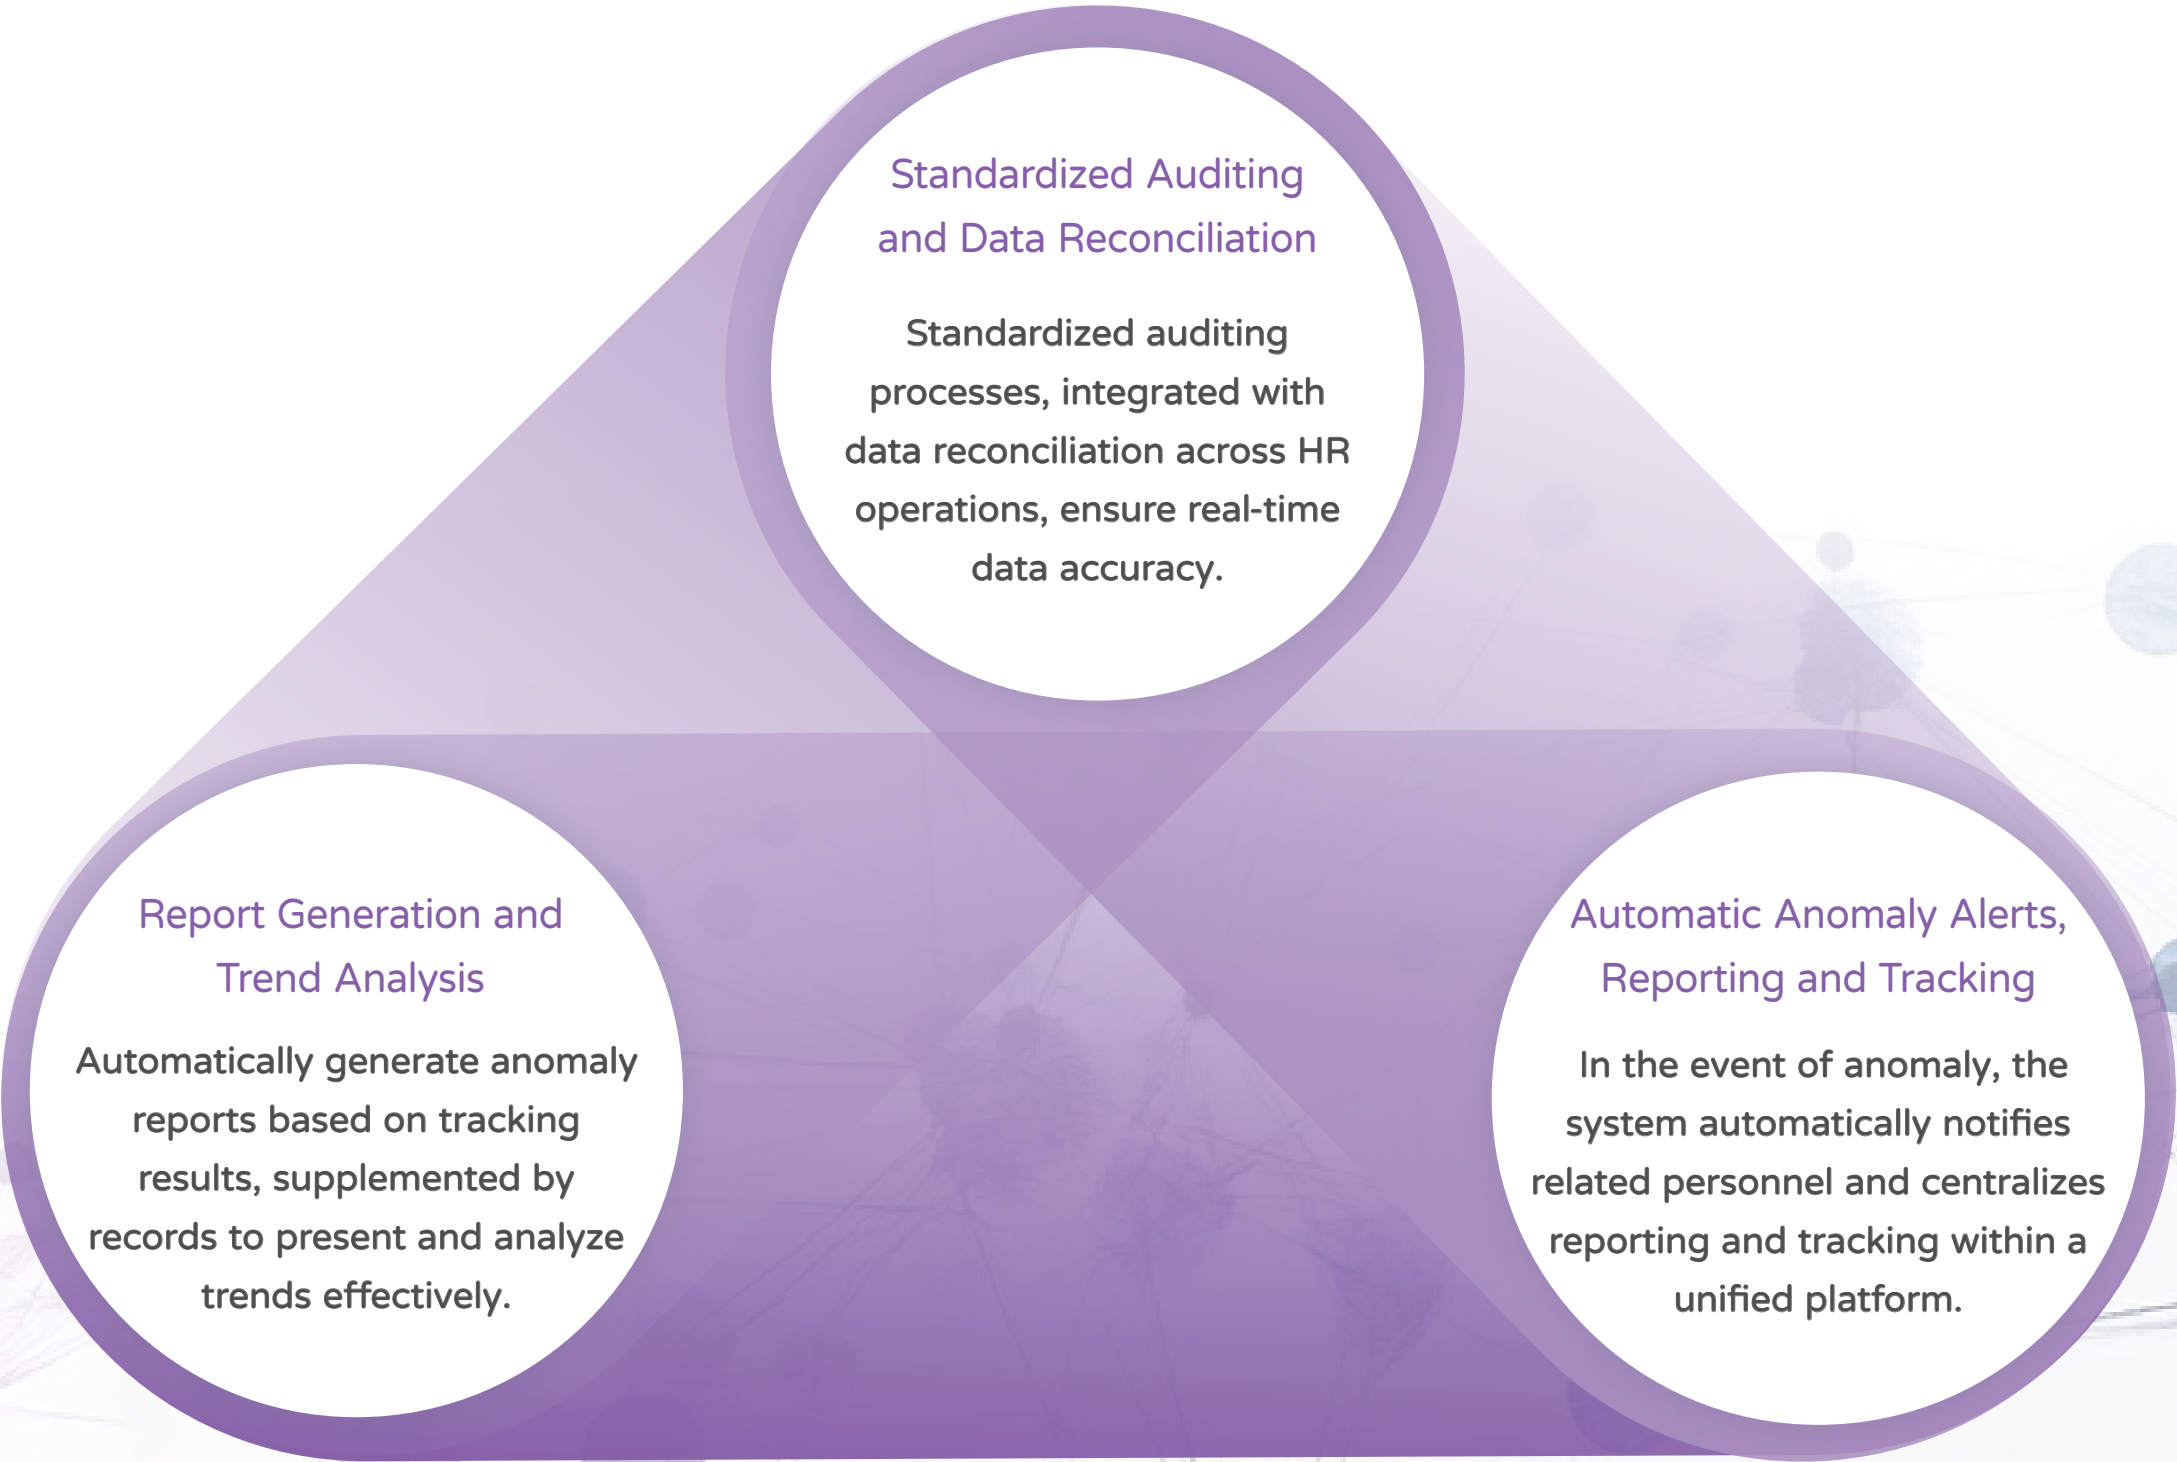 Standardized Auditing
and Data Reconciliation
Standardized auditing
processes, integrated with
data reconciliation across HR
operations, ensure real-time
data accuracy.
Report Generation and
Trend Analysis
Automatically generate anomaly
reports based on tracking
results, supplemented by
records to present and analyze
trends effectively.
Automatic Anomaly Alerts,
Reporting and Tracking
In the event of anomaly, the
system automatically notifies
related personnel and centralizes
reporting and tracking within a
unified platform.